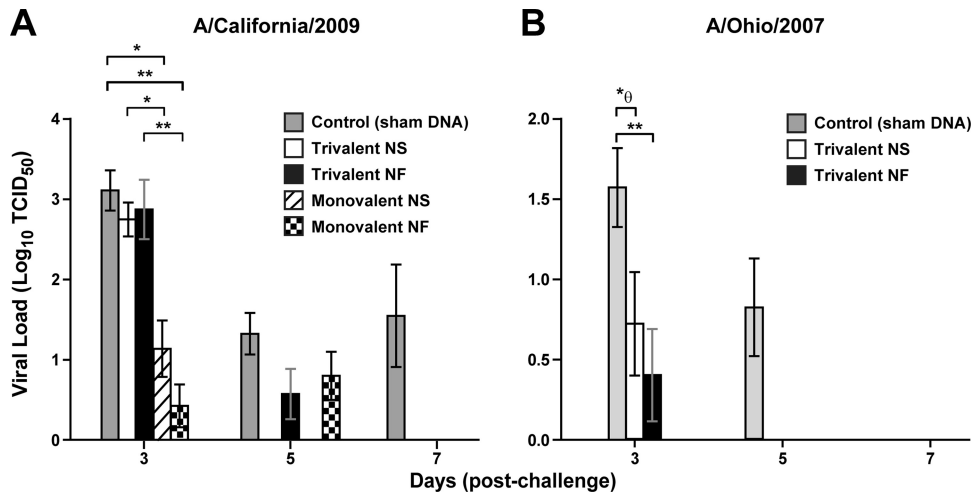 A
A/California/2009
*
**
*
**
Control (sham DNA)
Trivalent NS
Trivalent NF
Monovalent NS
Monovalent NF
Viral Load (Log10 TCID50)
4
3
2
1
0
3
5
7
B
A/Ohio/2007
*θ
**
Control (sham DNA)
Trivalent NS
Trivalent NF
2.0
1.5
1.0
0.5
0.0
3
5
7
Days (post-challenge)